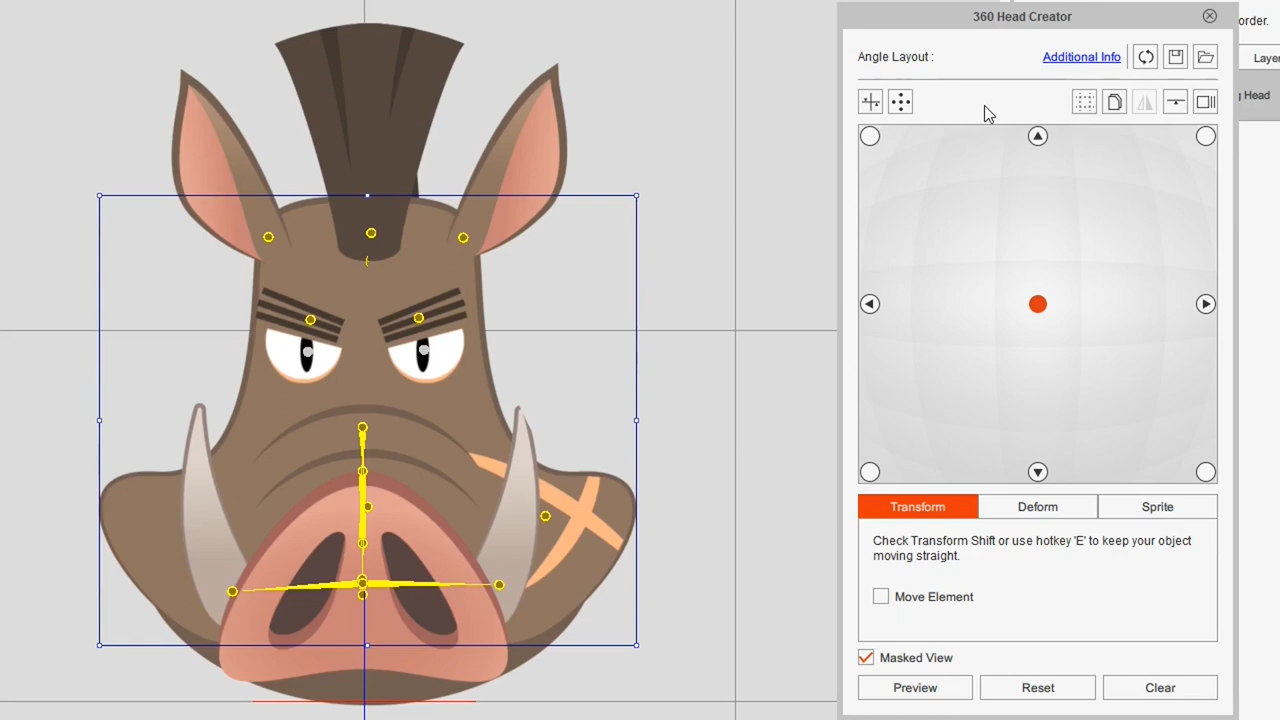 360 Head Creator
order.
Angle Layout :
Additional Info
Layer
g Head
Transform
Deform
Sprite
Check Transform Shift or use hotkey 'E' to keep your object
moving straight.
Move Element
Masked View
Preview
Reset
Clear